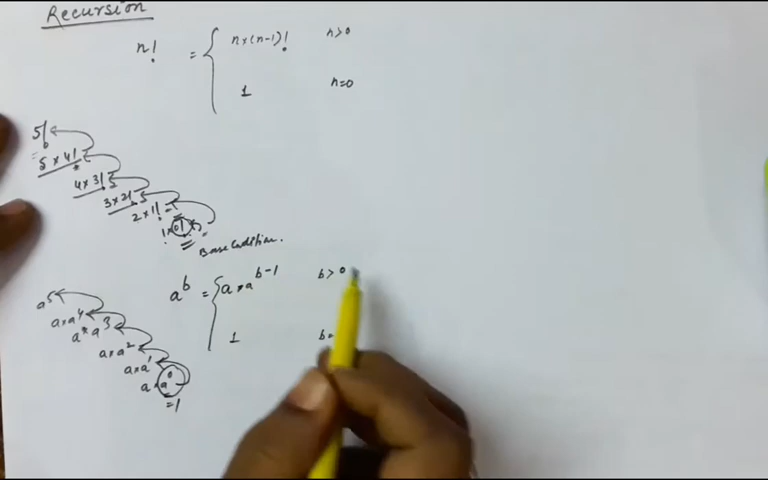 Recursion
n! = { n×(n-1)! n>0
1 n=0
5!
5 × 4!
4 × 3!
3 × 2!
2 × 1!
1 × 0!
Base Condition.
a^b = { a * a^(b-1) b>0
1 b=
a^5
a × a^4
a * a^3
a × a^2
a × a^1
a × a^0
=1